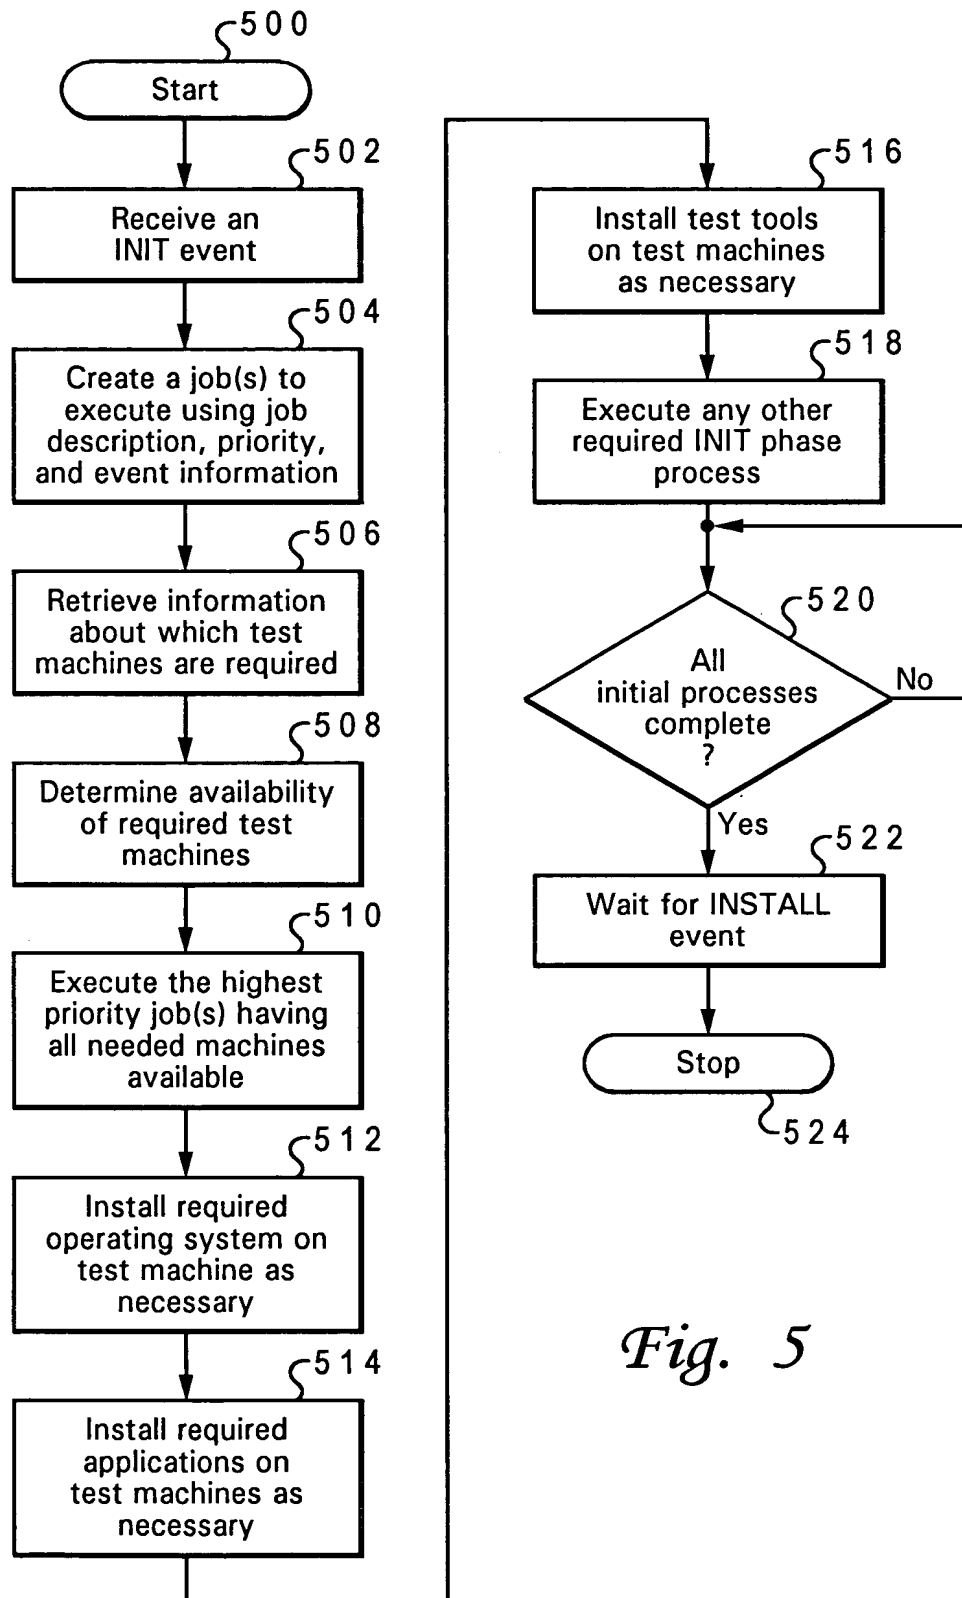 500
Start
502
Receive an
INIT event
504
Create a job(s) to
execute using job
description, priority,
and event information
506
Retrieve information
about which test
machines are required
508
Determine availability
of required test
machines
510
Execute the highest
priority job(s) having
all needed machines
available
512
Install required
operating system on
test machine as
necessary
514
Install required
applications on
test machines as
necessary
516
Install test tools
on test machines
as necessary
518
Execute any other
required INIT phase
process
520
All
initial processes
complete
?
No
Yes
522
Wait for INSTALL
event
Stop
524
Fig. 5